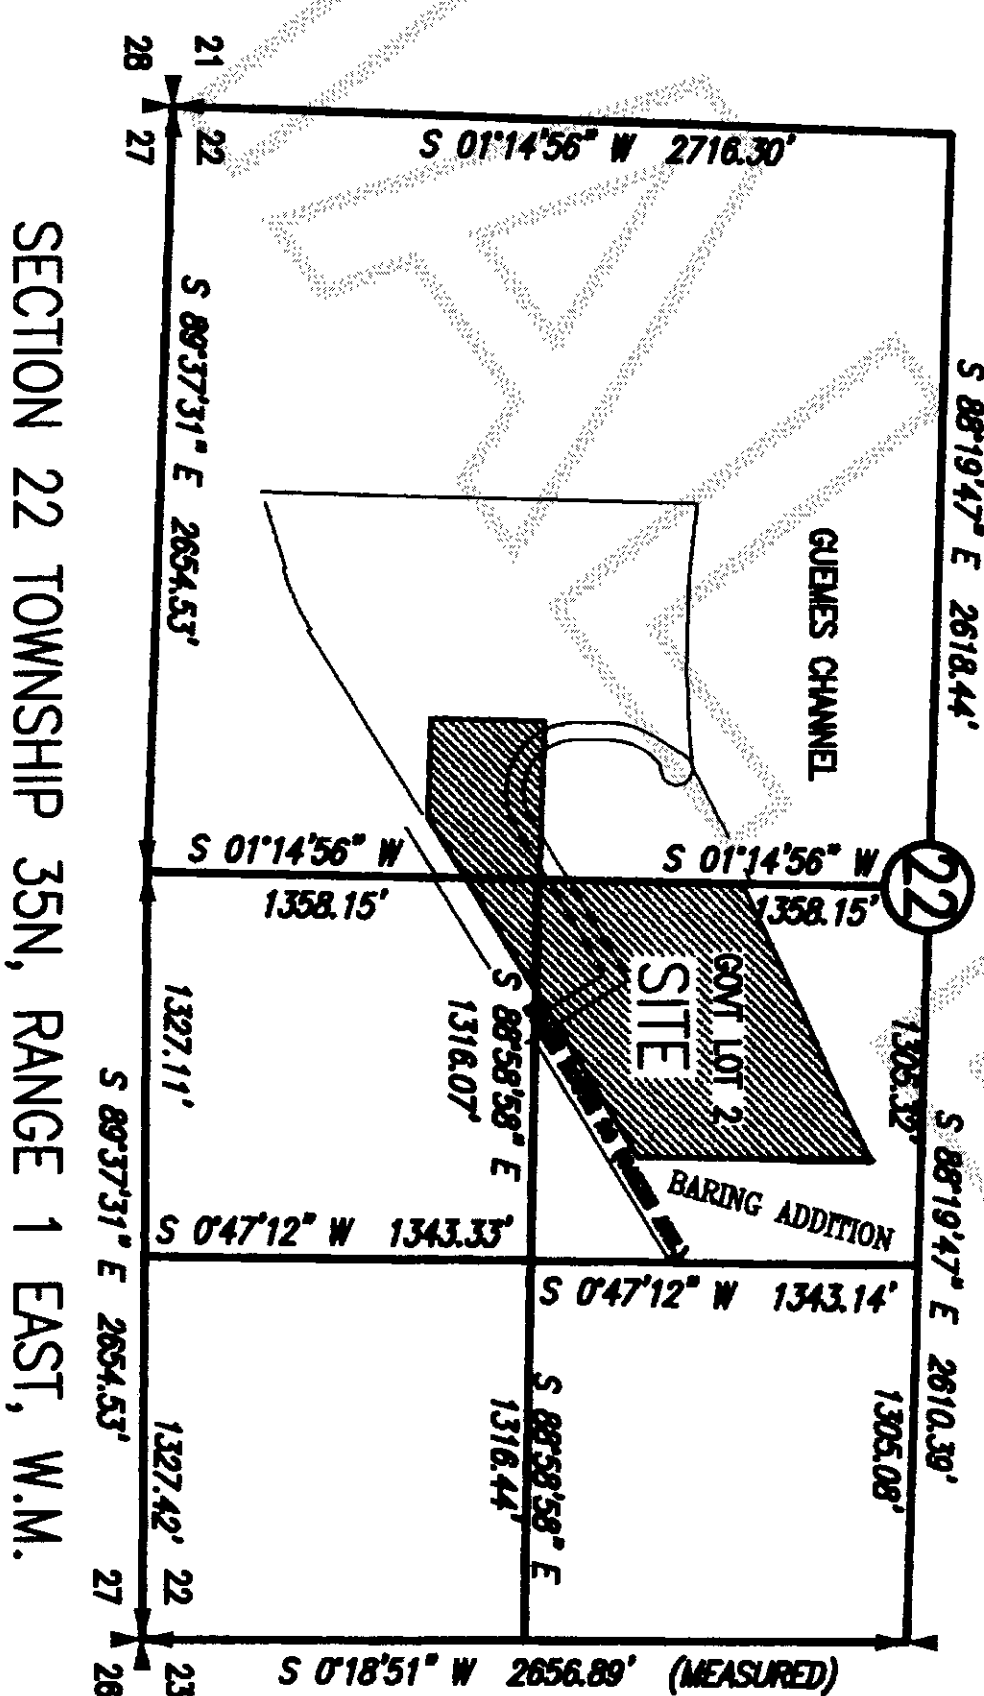 S 88°19'47" E 2618.44'
22
S 88°19'47" E 2610.39'
1305.32'
1305.08'
GUEMES CHANNEL
S 01°14'56" W 2716.30'
S 01°14'56" W
1358.15'
GOVT LOT 2
SITE
BARING ADDITION
S 0°47'12" W 1343.14'
S 88°58'58" E
1316.07'
S 88°58'58" E
1316.44'
S 0°18'51" W 2656.89' (MEASURED)
S 01°14'56" W
1358.15'
S 0°47'12" W 1343.33'
21 22
28 27
S 89°37'31" E 2654.53'
1327.11'
1327.42'
S 89°37'31" E 2654.53'
22 23
27 26
SECTION 22 TOWNSHIP 35N, RANGE 1 EAST, W.M.